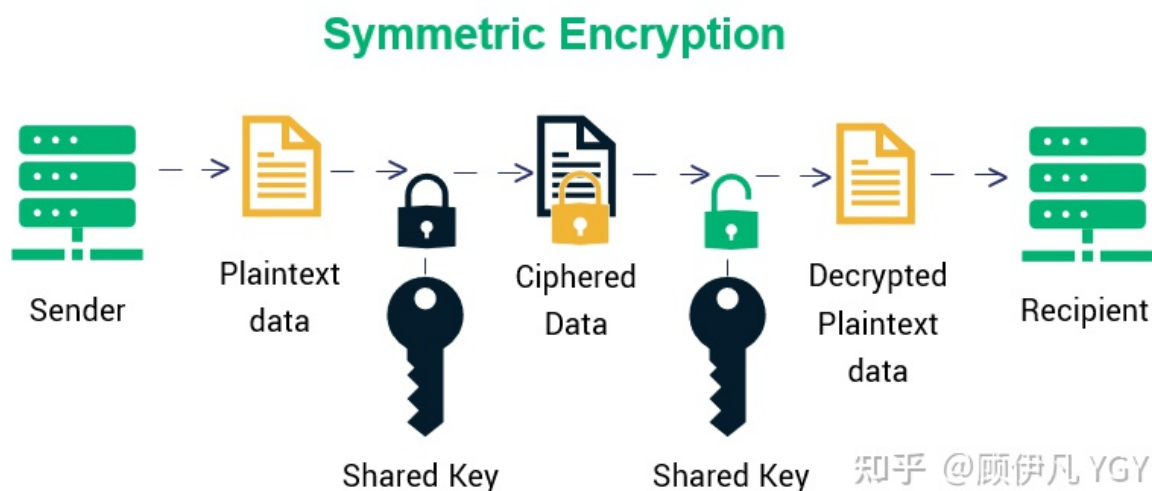 Symmetric Encryption
Sender
Plaintext
data
Ciphered
Data
Decrypted
Plaintext
data
Recipient
Shared Key
Shared Key
知乎 @顾伊凡 YGY